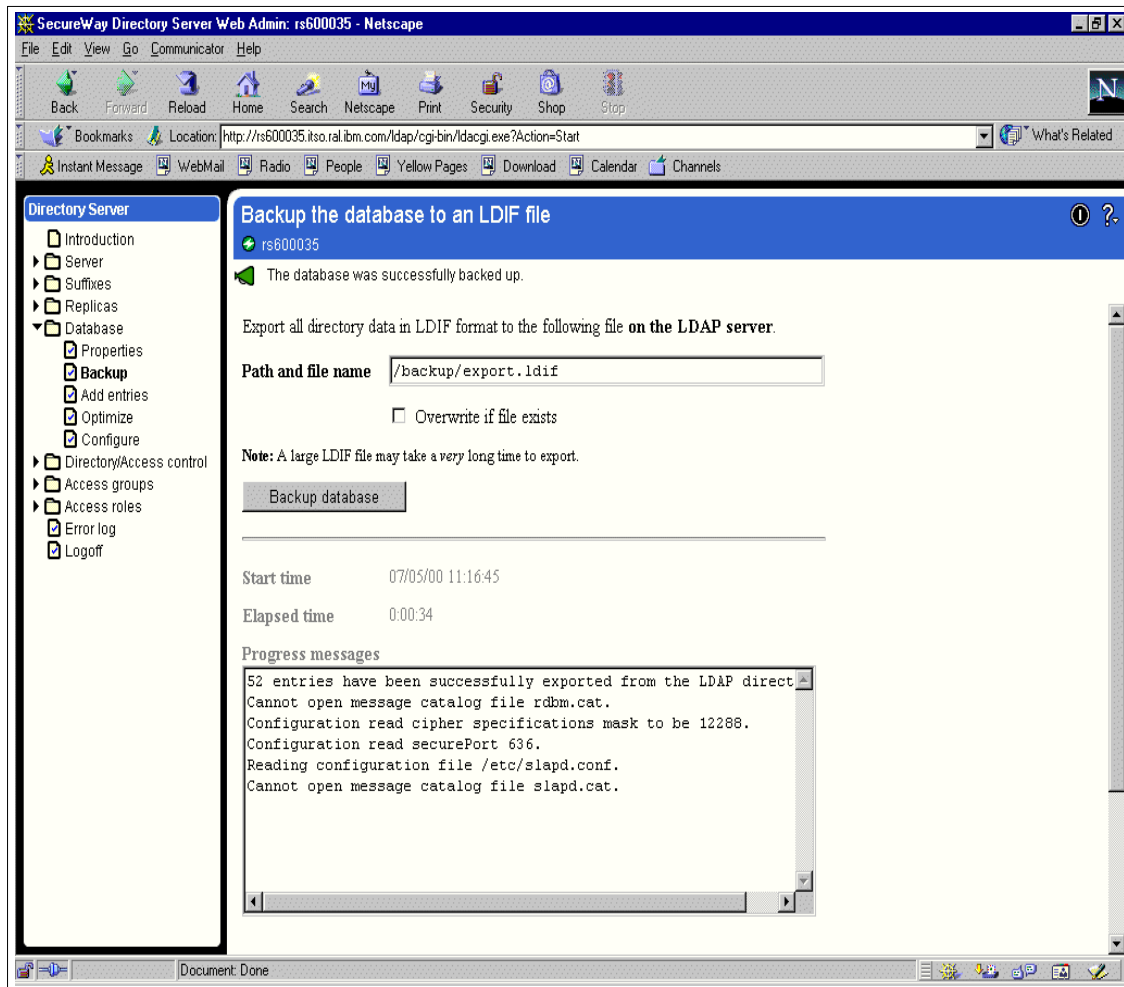 SecureWay Directory Server Web Admin: rs600035 - Netscape
File Edit View Go Communicator Help
Back Forward Reload Home Search Netscape Print Security Shop Stop
My
N
Bookmarks Location: http://rs600035.itso.ral.ibm.com/ldap/cgi-bin/ldacgi.exe?Action=Start What's Related
Instant Message WebMail Radio People Yellow Pages Download Calendar Channels
Directory Server
Introduction
Server
Suffixes
Replicas
Database
Properties
Backup
Add entries
Optimize
Configure
Directory/Access control
Access groups
Access roles
Error log
Logoff
Backup the database to an LDIF file
rs600035
?
The database was successfully backed up.
Export all directory data in LDIF format to the following file on the LDAP server.
Path and file name /backup/export.ldif
Overwrite if file exists
Note: A large LDIF file may take a very long time to export.
Backup database
Start time 07/05/00 11:16:45
Elapsed time 0:00:34
Progress messages
52 entries have been successfully exported from the LDAP direct
Cannot open message catalog file rdbm.cat.
Configuration read cipher specifications mask to be 12288.
Configuration read securePort 636.
Reading configuration file /etc/slapd.conf.
Cannot open message catalog file slapd.cat.
Document: Done